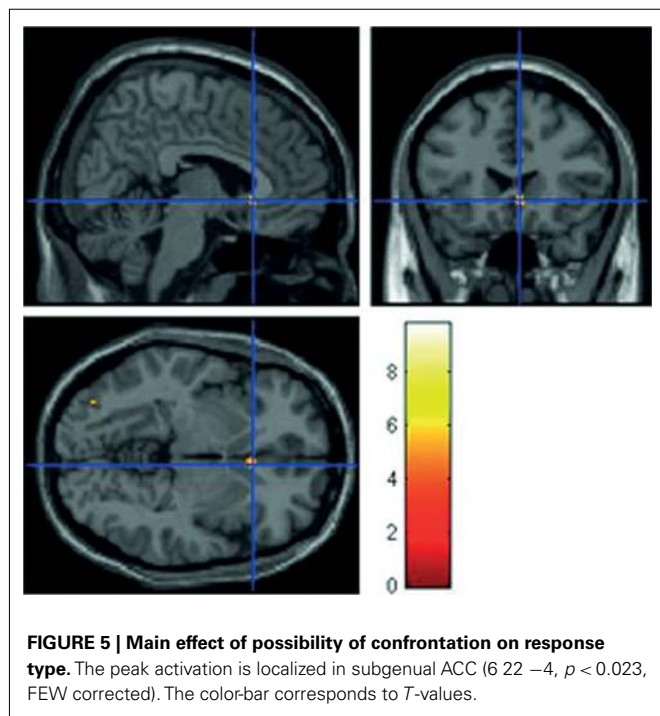 8
6
4
2
0
FIGURE 5 | Main effect of possibility of confrontation on response
type. The peak activation is localized in subgenual ACC (6 22 −4, p < 0.023,
FEW corrected). The color-bar corresponds to T-values.